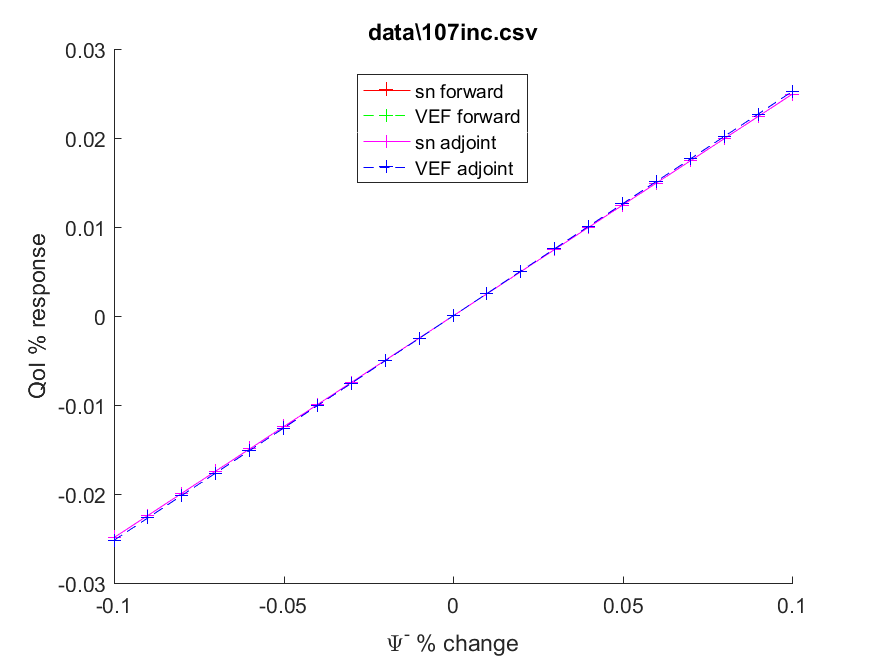 data\107inc.csv
sn forward
VEF forward
sn adjoint
VEF adjoint
0.03
0.02
0.01
0
-0.01
-0.02
-0.03
QoI % response
-0.1 -0.05 0 0.05 0.1
Ψ- % change